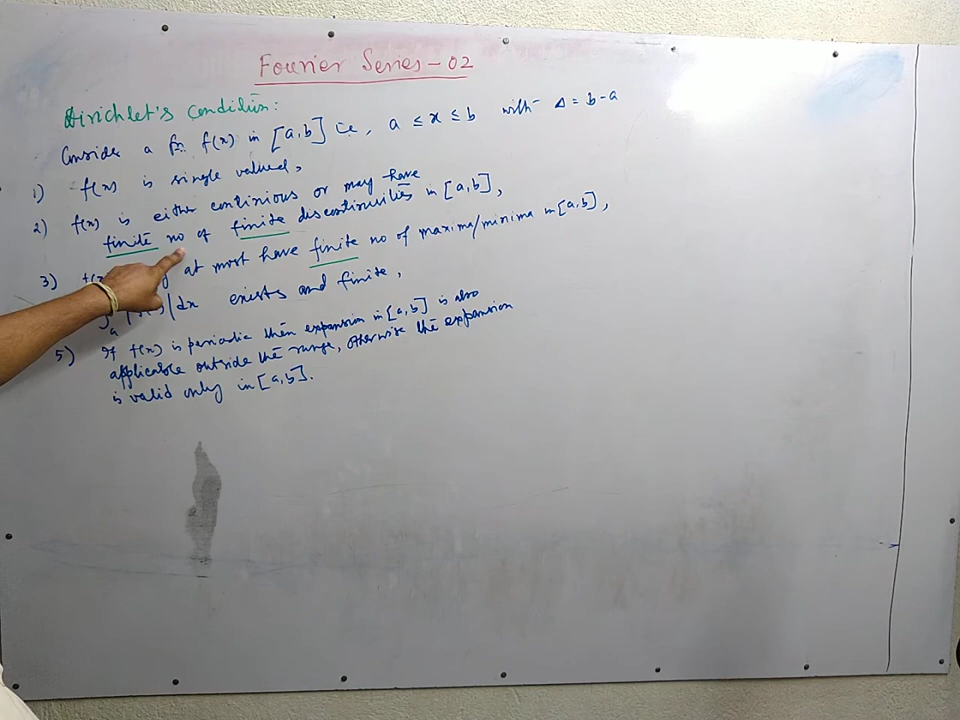 Fourier Series - 02
Dirichlet's Condition:
Consider a fn. f(x) in [a,b] ie, a ≤ x ≤ b with Δ = b - a
1) f(x) is single valued,
2) f(x) is either continious or may have
finite no of finite discontinuities in [a,b],
3) at most have finite no of maxima/minima in [a,b],
| dx exists and finite,
5) If f(x) is periodic then expansion in [a,b] is also
applicable outside the range, otherwise the expansion
is valid only in [a,b].